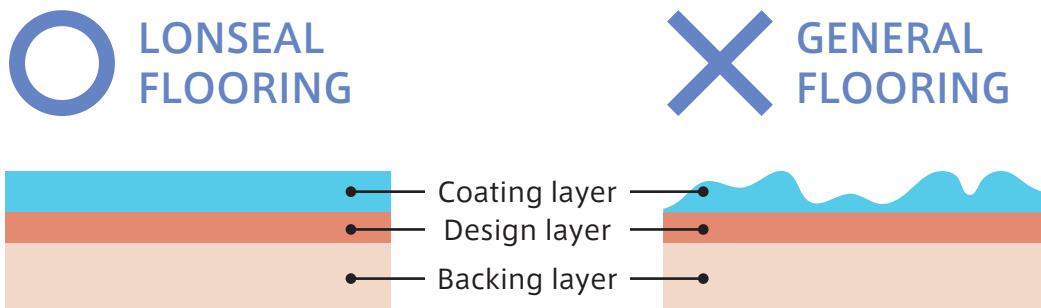 LONSEAL
FLOORING
GENERAL
FLOORING
Coating layer
Design layer
Backing layer